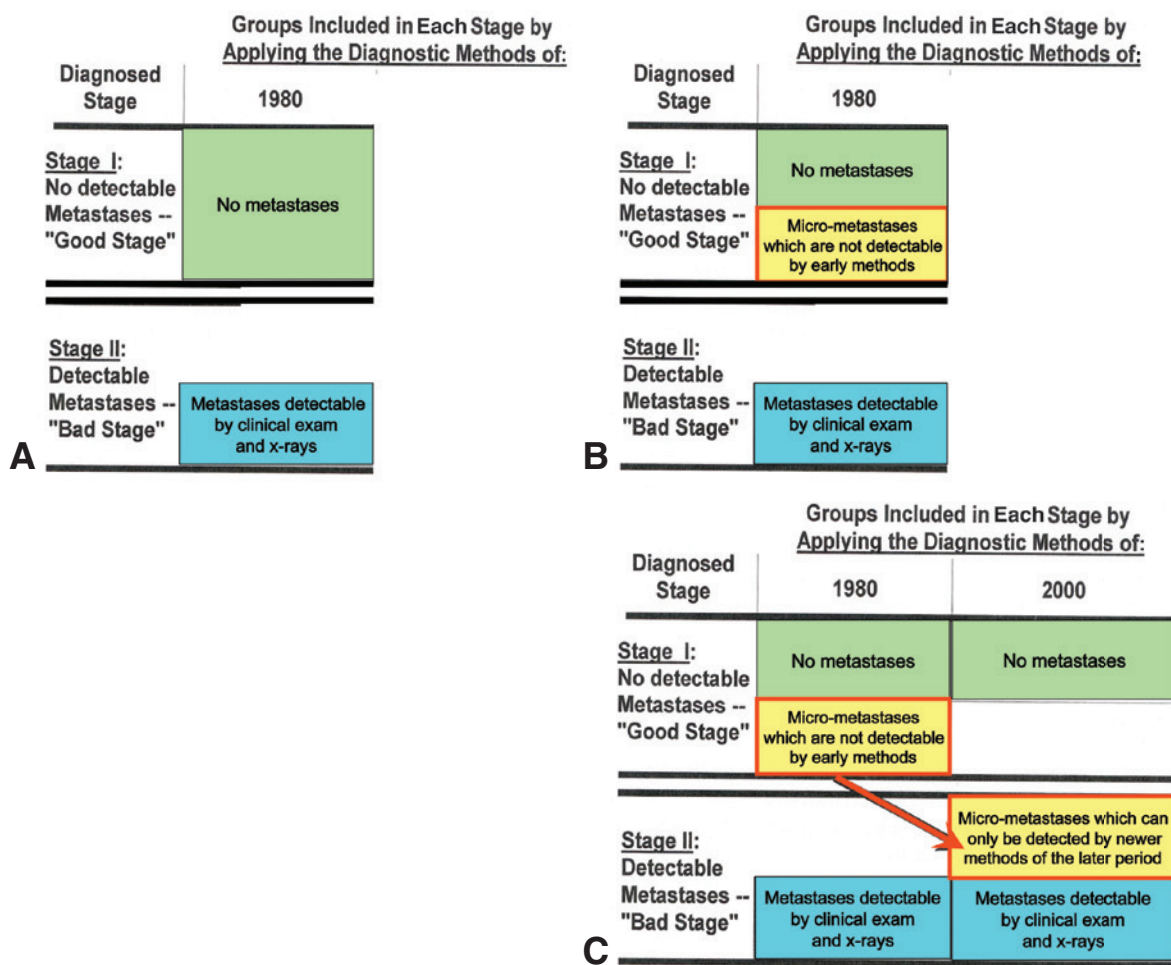 Groups Included in Each Stage by
Applying the Diagnostic Methods of:
Diagnosed
Stage
1980
Stage I:
No detectable
Metastases --
"Good Stage"
No metastases
Stage II:
Detectable
Metastases --
"Bad Stage"
Metastases detectable
by clinical exam
and x-rays
A
Groups Included in Each Stage by
Applying the Diagnostic Methods of:
Diagnosed
Stage
1980
Stage I:
No detectable
Metastases --
"Good Stage"
No metastases
Micro-metastases
which are not detectable
by early methods
Stage II:
Detectable
Metastases --
"Bad Stage"
Metastases detectable
by clinical exam
and x-rays
B
Groups Included in Each Stage by
Applying the Diagnostic Methods of:
Diagnosed
Stage
1980
2000
Stage I:
No detectable
Metastases --
"Good Stage"
No metastases
No metastases
Micro-metastases
which are not detectable
by early methods
Stage II:
Detectable
Metastases --
"Bad Stage"
Micro-metastases which can
only be detected by newer
methods of the later period
Metastases detectable
by clinical exam
and x-rays
Metastases detectable
by clinical exam
and x-rays
C